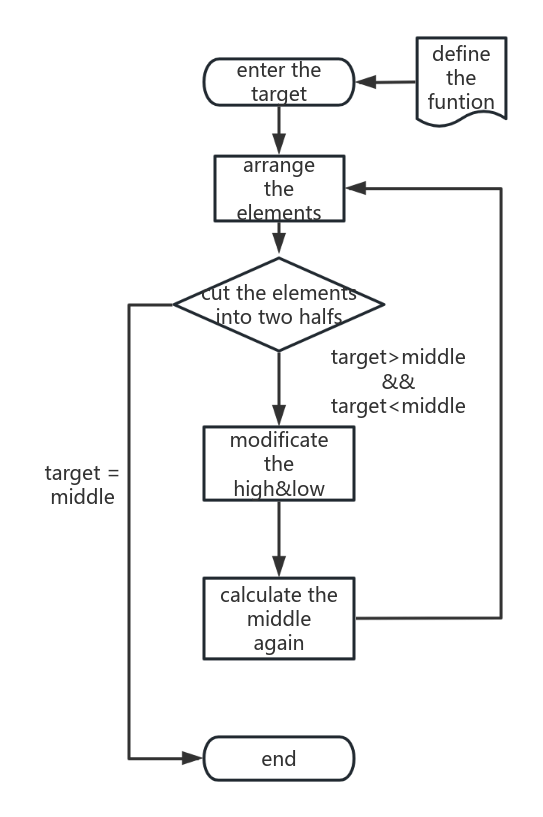 define
the
funtion
enter the
target
arrange
the
elements
cut the elements
into two halfs
target>middle
&&
target<middle
modificate
the
high&low
target =
middle
calculate the
middle
again
end